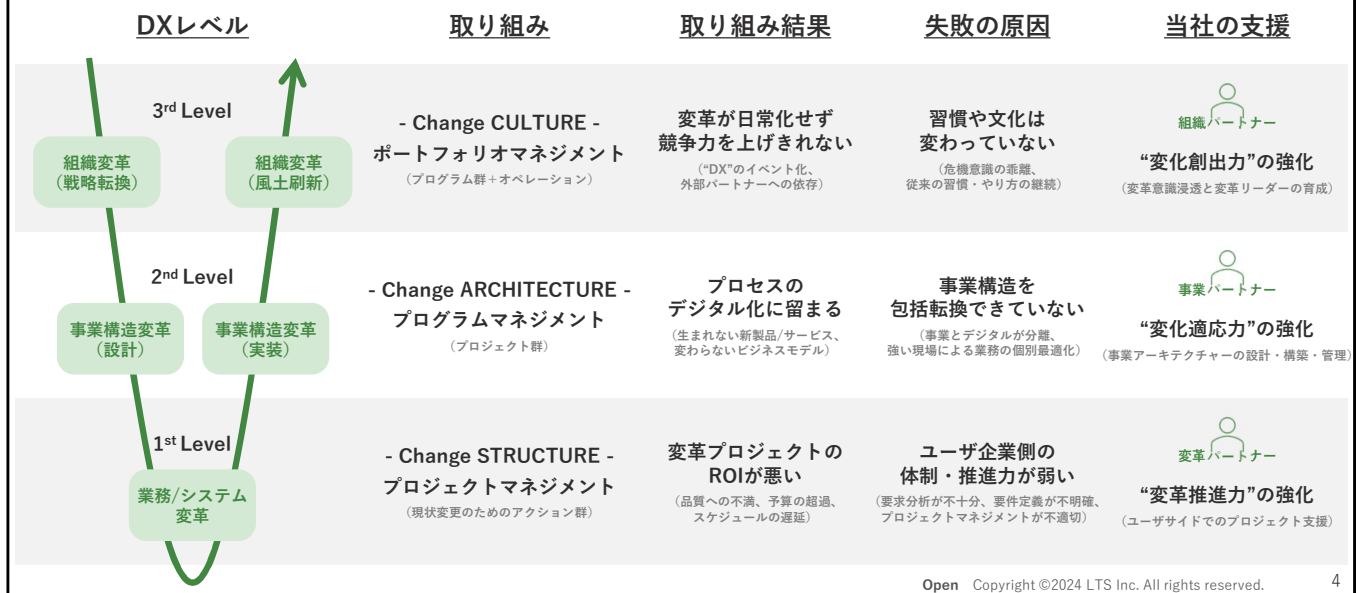 DXレベル
取り組み
取り組み結果
失敗の原因
当社の支援
3rd Level
組織変革
（戦略転換）
組織変革
（風土刷新）
- Change CULTURE -
ポートフォリオマネジメント
（プログラム群＋オペレーション）
変革が日常化せず
競争力を上げきれない
（“DX”のイベント化、
外部パートナーへの依存）
習慣や文化は
変わっていない
（危機意識の乖離、
従来の習慣・やり方の継続）
組織パートナー
“変化創出力”の強化
（変革意識浸透と変革リーダーの育成）
2nd Level
事業構造変革
（設計）
事業構造変革
（実装）
- Change ARCHITECTURE -
プログラムマネジメント
（プロジェクト群）
プロセスの
デジタル化に留まる
（生まれない新製品/サービス、
変わらないビジネスモデル）
事業構造を
包括転換できていない
（事業とデジタルが分離、
強い現場による業務の個別最適化）
事業パートナー
“変化適応力”の強化
（事業アーキテクチャーの設計・構築・管理）
1st Level
業務/システム
変革
- Change STRUCTURE -
プロジェクトマネジメント
（現状変更のためのアクション群）
変革プロジェクトの
ROIが悪い
（品質への不満、予算の超過、
スケジュールの遅延）
ユーザ企業側の
体制・推進力が弱い
（要求分析が不十分、要件定義が不明確、
プロジェクトマネジメントが不適切）
変革パートナー
“変革推進力”の強化
（ユーザサイドでのプロジェクト支援）
Open Copyright ©2024 LTS Inc. All rights reserved.
4